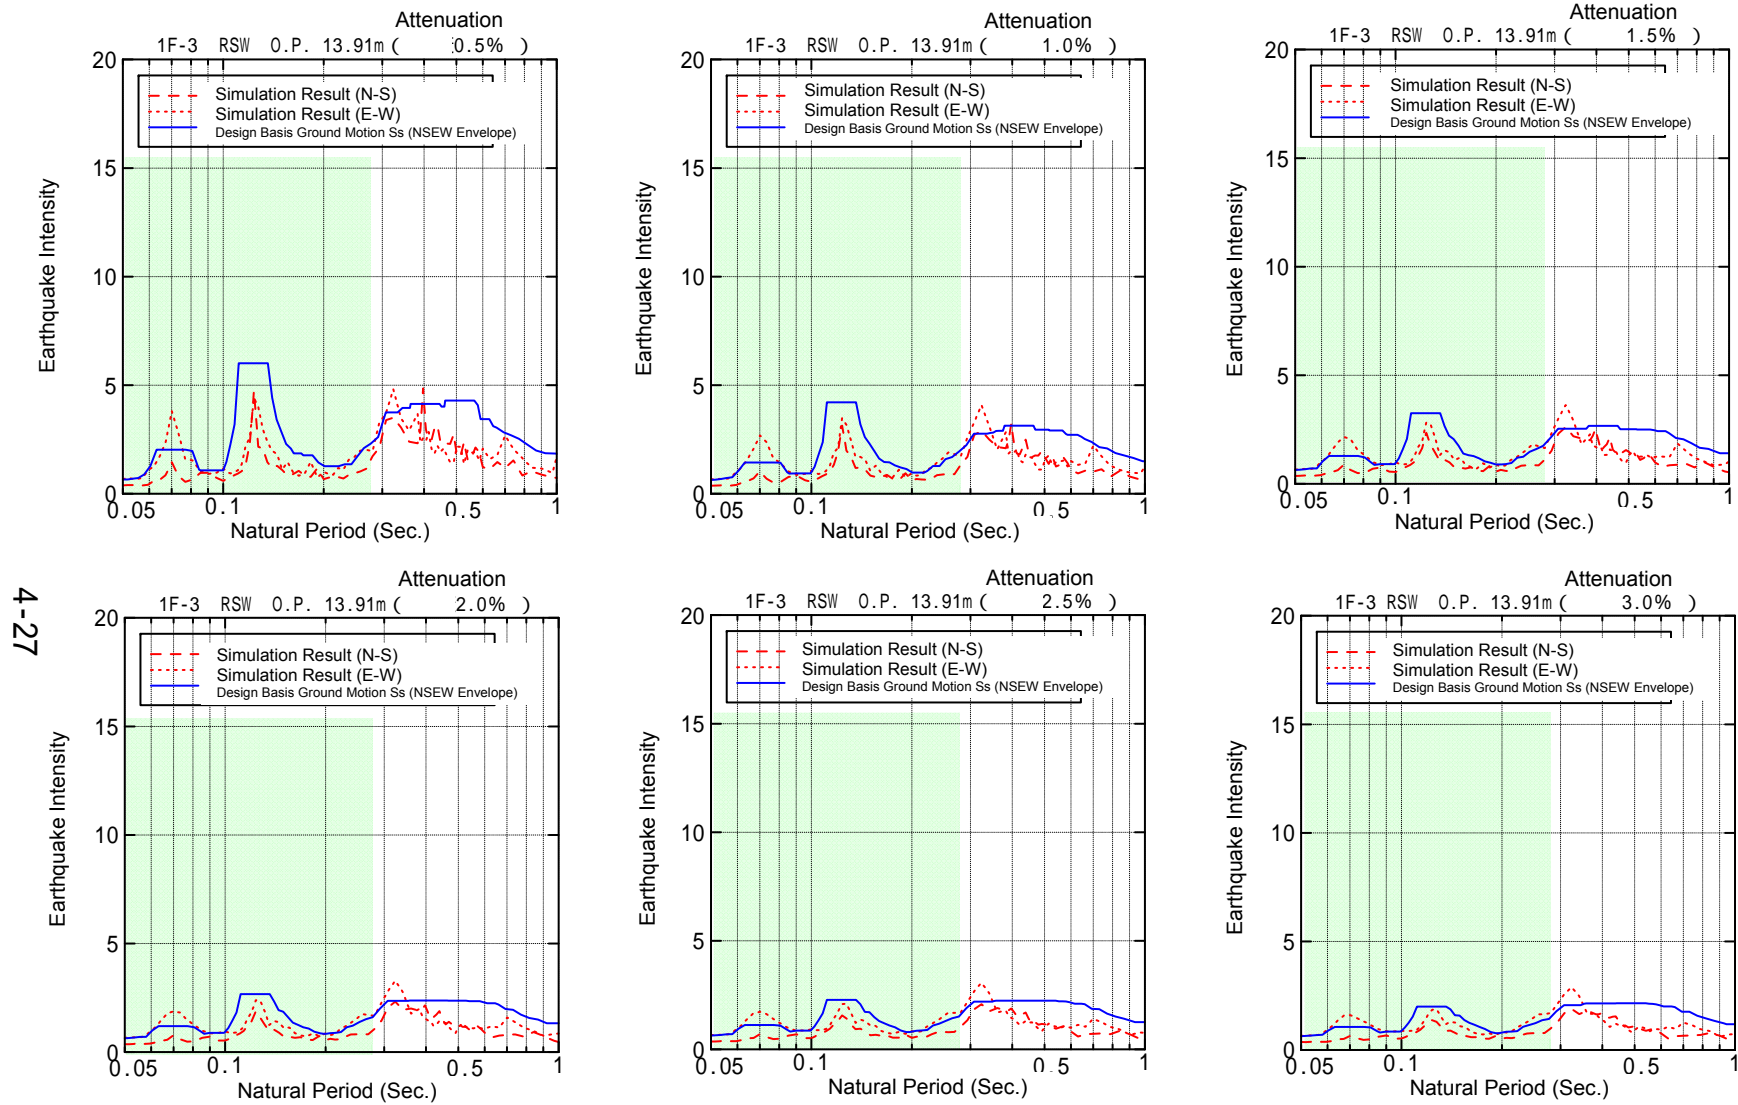 Attenuation
1F-3 RSW O.P. 13.91m ( 0.5% )
20
15
10
5
0
Simulation Result (N-S)
Simulation Result (E-W)
Design Basis Ground Motion Ss (NSEW Envelope)
Earthquake Intensity
0.05 0.1 0.5 1
Natural Period (Sec.)
Attenuation
1F-3 RSW O.P. 13.91m ( 1.0% )
20
15
10
5
0
Simulation Result (N-S)
Simulation Result (E-W)
Design Basis Ground Motion Ss (NSEW Envelope)
Earthquake Intensity
0.05 0.1 0.5 1
Natural Period (Sec.)
Attenuation
1F-3 RSW O.P. 13.91m ( 1.5% )
20
15
10
5
0
Simulation Result (N-S)
Simulation Result (E-W)
Design Basis Ground Motion Ss (NSEW Envelope)
Earthquake Intensity
0.05 0.1 0.5 1
Natural Period (Sec.)
4-27
Attenuation
1F-3 RSW O.P. 13.91m ( 2.0% )
20
15
10
5
0
Simulation Result (N-S)
Simulation Result (E-W)
Design Basis Ground Motion Ss (NSEW Envelope)
Earthquake Intensity
0.05 0.1 0.5 1
Natural Period (Sec.)
Attenuation
1F-3 RSW O.P. 13.91m ( 2.5% )
20
15
10
5
0
Simulation Result (N-S)
Simulation Result (E-W)
Design Basis Ground Motion Ss (NSEW Envelope)
Earthquake Intensity
0.05 0.1 0.5 1
Natural Period (Sec.)
Attenuation
1F-3 RSW O.P. 13.91m ( 3.0% )
20
15
10
5
0
Simulation Result (N-S)
Simulation Result (E-W)
Design Basis Ground Motion Ss (NSEW Envelope)
Earthquake Intensity
0.05 0.1 0.5 1
Natural Period (Sec.)